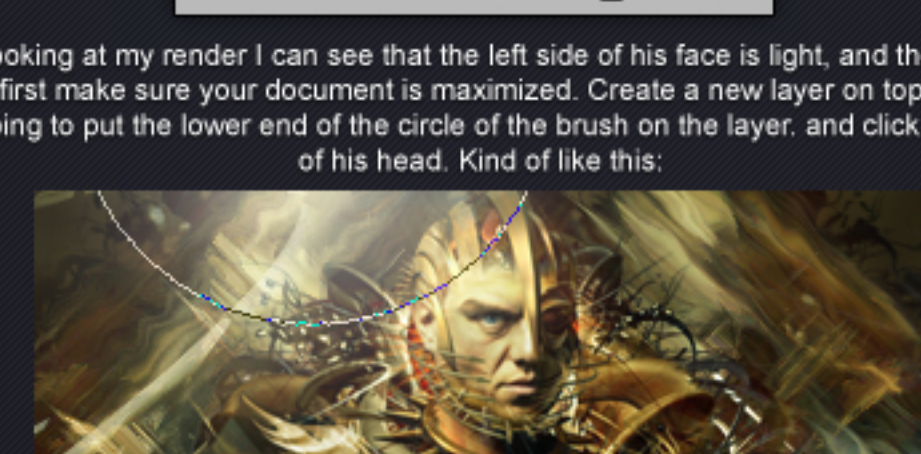 ooking at my render I can see that the left side of his face is light, and th
first make sure your document is maximized. Create a new layer on top
ing to put the lower end of the circle of the brush on the layer. and click
of his head. Kind of like this: